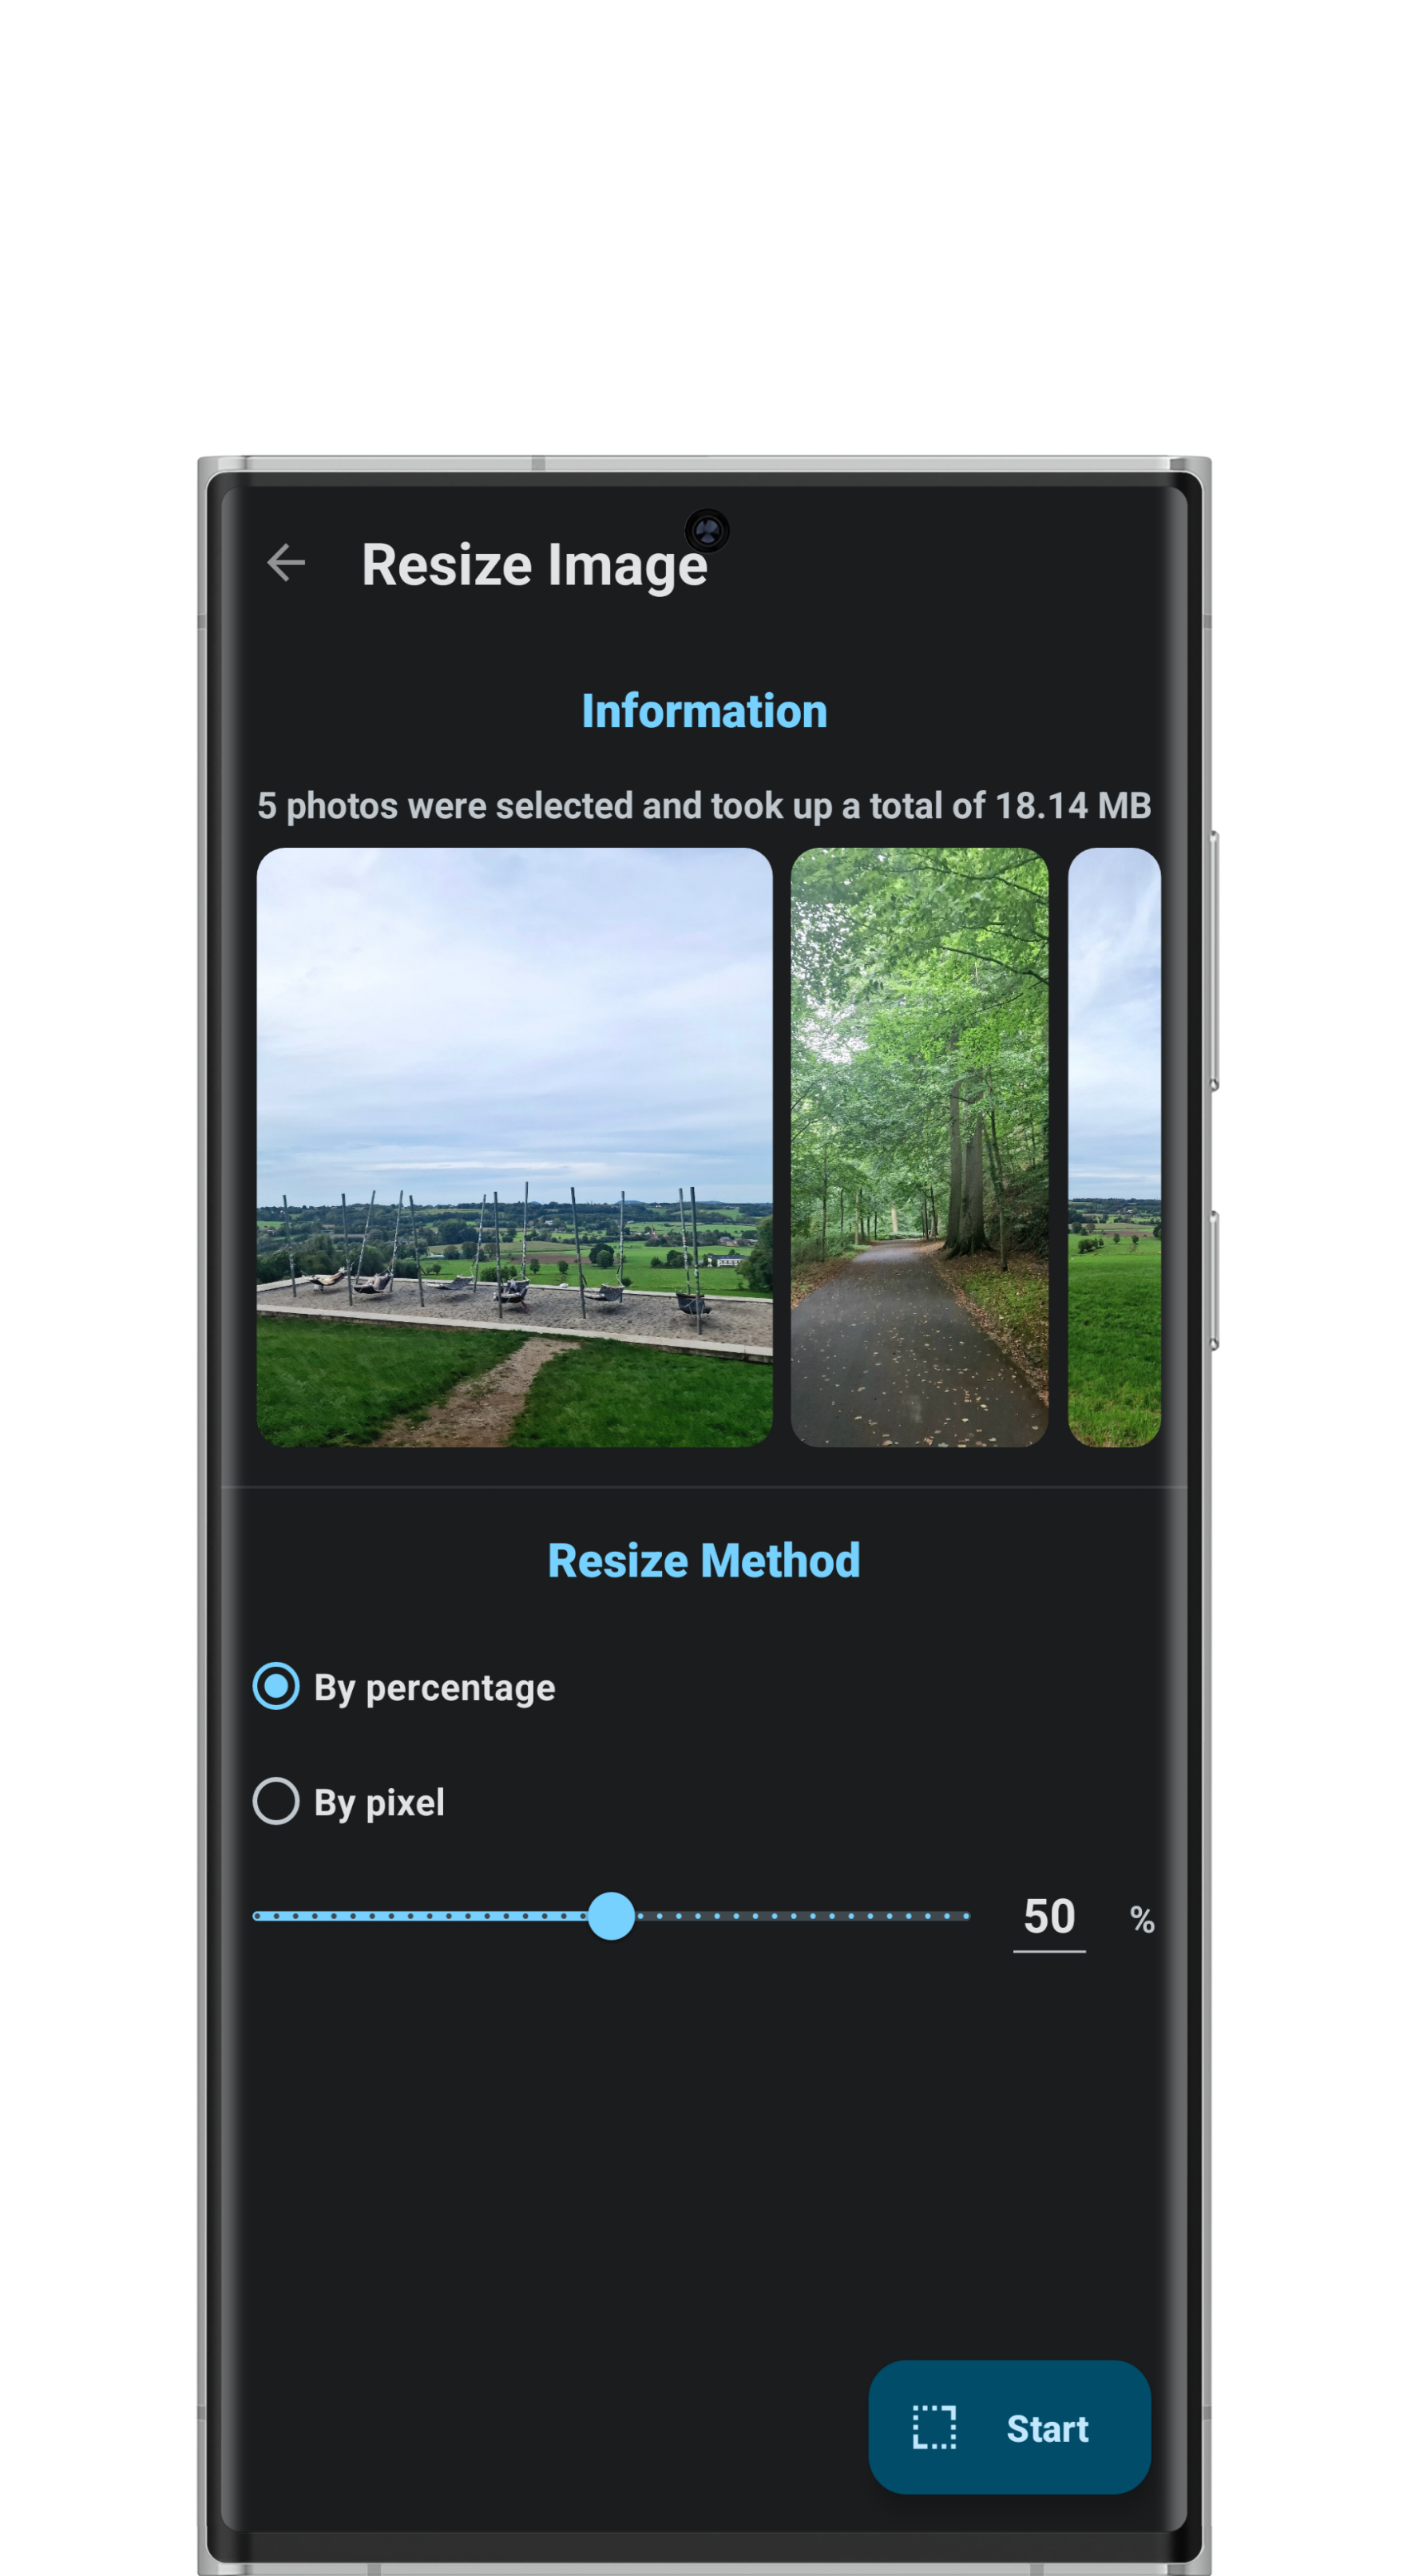 Resize Image
Information
5 photos were selected and took up a total of 18.14 MB
Resize Method
By percentage
By pixel
50 %
Start